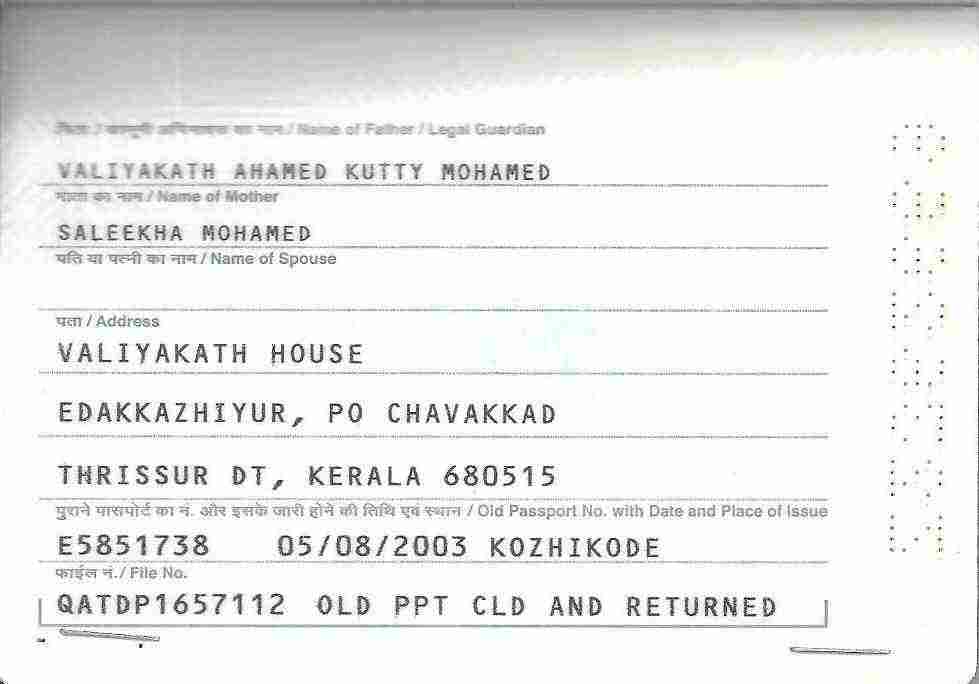 पिता / कानूनी अभिभावक का नाम / Name of Father / Legal Guardian
VALIYAKATH AHAMED KUTTY MOHAMED
माता का नाम / Name of Mother
SALEEKHA MOHAMED
पति या पत्नी का नाम / Name of Spouse
पता / Address
VALIYAKATH HOUSE
EDAKKAZHIYUR, PO CHAVAKKAD
THRISSUR DT, KERALA 680515
पुराने पासपोर्ट का नं. और इसके जारी होने की तिथि एवं स्थान / Old Passport No. with Date and Place of Issue
E5851738 05/08/2003 KOZHIKODE
फाईल नं./ File No.
QATDP1657112 OLD PPT CLD AND RETURNED